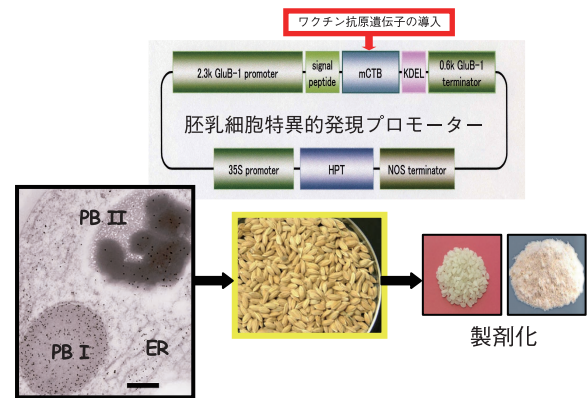 ワクチン抗原遺伝子の導入
2.3k GluB-1 promoter
signal
peptide
mCTB
KDEL
0.6k GluB-1
terminator
胚乳細胞特異的発現プロモーター
35S promoter
HPT
NOS terminator
PB II
PB I
ER
製剤化